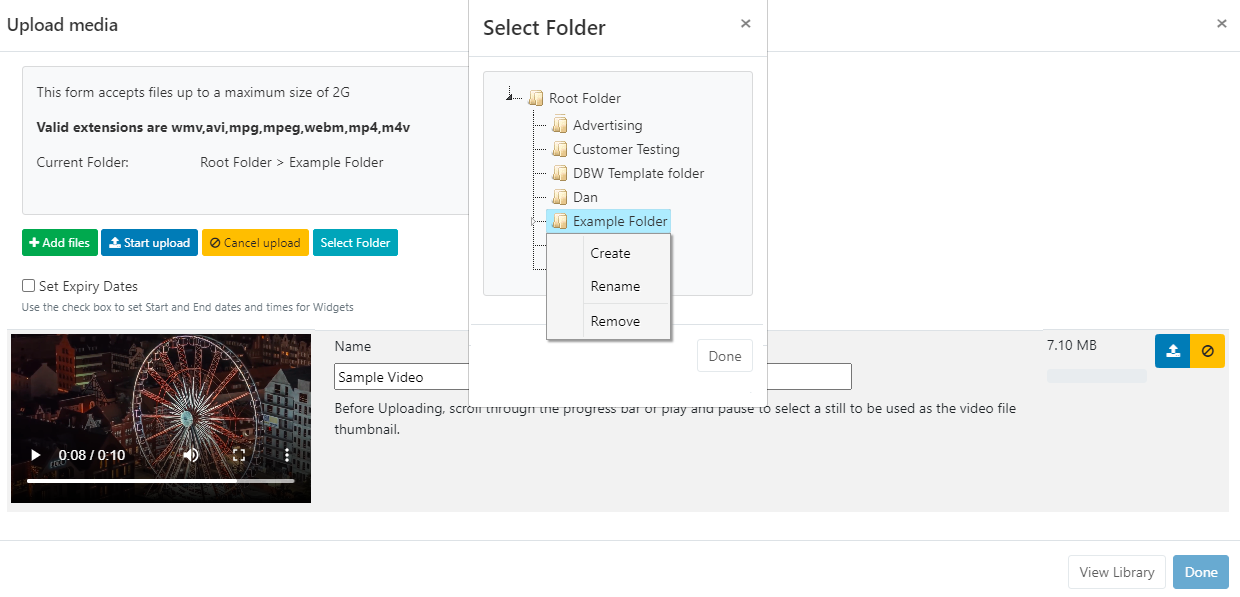 Upload media
×
Select Folder
×
This form accepts files up to a maximum size of 2G
Valid extensions are wmv,avi,mpg,mpeg,webm,mp4,m4v
Current Folder: Root Folder > Example Folder
Root Folder
Advertising
Customer Testing
DBW Template folder
Dan
Example Folder
Create
Rename
Remove
Done
Add files
Start upload
Cancel upload
Select Folder
Set Expiry Dates
Use the check box to set Start and End dates and times for Widgets
0:08 / 0:10
Name
Sample Video
Before Uploading, scroll through the progress bar or play and pause to select a still to be used as the video file
thumbnail.
7.10 MB
View Library
Done